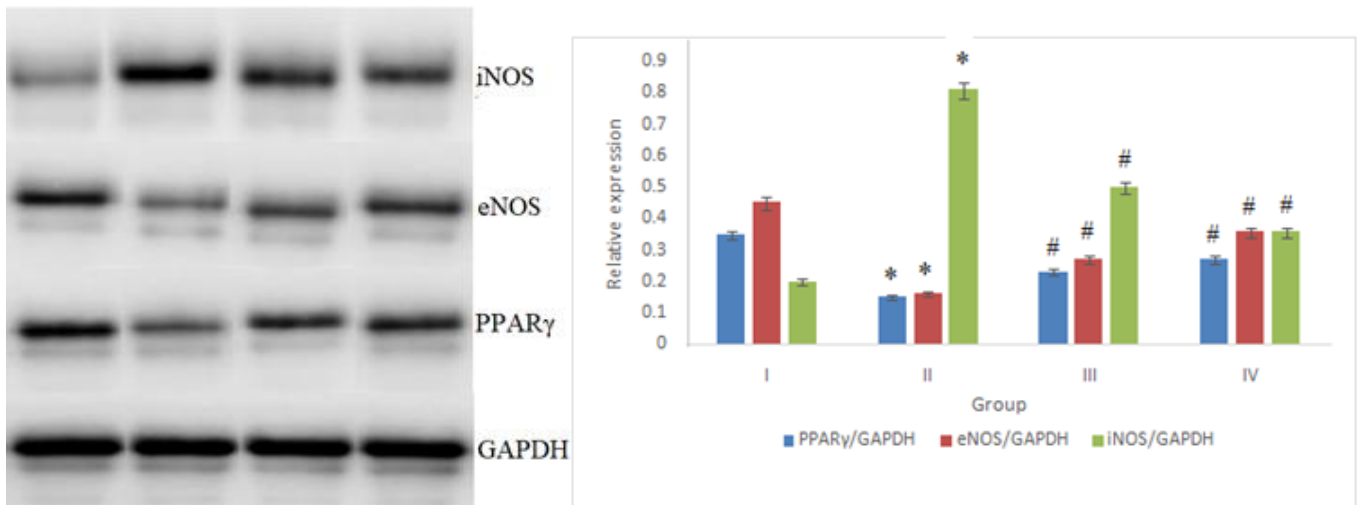 iNOS
eNOS
PPARγ
GAPDH
Relative expression
0.9
0.8
0.7
0.6
0.5
0.4
0.3
0.2
0.1
0
* *
*
# #
#
# # #
I II III IV
Group
PPARγ/GAPDH eNOS/GAPDH iNOS/GAPDH